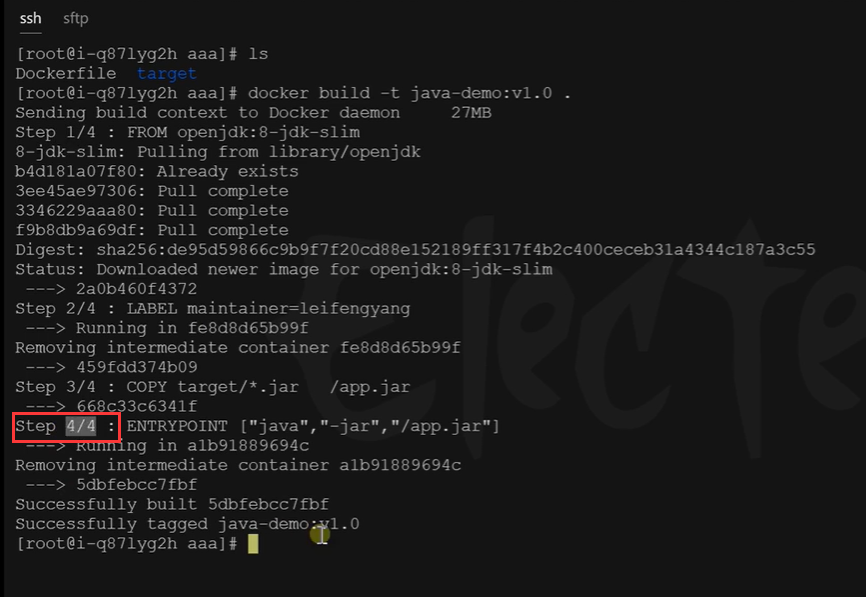 ssh sftp
[root@i-q87lyg2h aaa]# ls
Dockerfile target
[root@i-q87lyg2h aaa]# docker build -t java-demo:v1.0 .
Sending build context to Docker daemon 27MB
Step 1/4 : FROM openjdk:8-jdk-slim
8-jdk-slim: Pulling from library/openjdk
b4d181a07f80: Already exists
3ee45ae97306: Pull complete
3346229aaa80: Pull complete
f9b8db9a69df: Pull complete
Digest: sha256:de95d59866c9b9f7f20cd88e152189ff317f4b2c400ceceb31a4344c187a3c55
Status: Downloaded newer image for openjdk:8-jdk-slim
---> 2a0b460f4372
Step 2/4 : LABEL maintainer=leifengyang
---> Running in fe8d8d65b99f
Removing intermediate container fe8d8d65b99f
---> 459fdd374b09
Step 3/4 : COPY target/*.jar /app.jar
---> 668c33c6341f
Step 4/4 : ENTRYPOINT ["java","-jar","/app.jar"]
---> Running in a1b91889694c
Removing intermediate container a1b91889694c
---> 5dbfebcc7fbf
Successfully built 5dbfebcc7fbf
Successfully tagged java-demo:v1.0
[root@i-q87lyg2h aaa]#
Electe